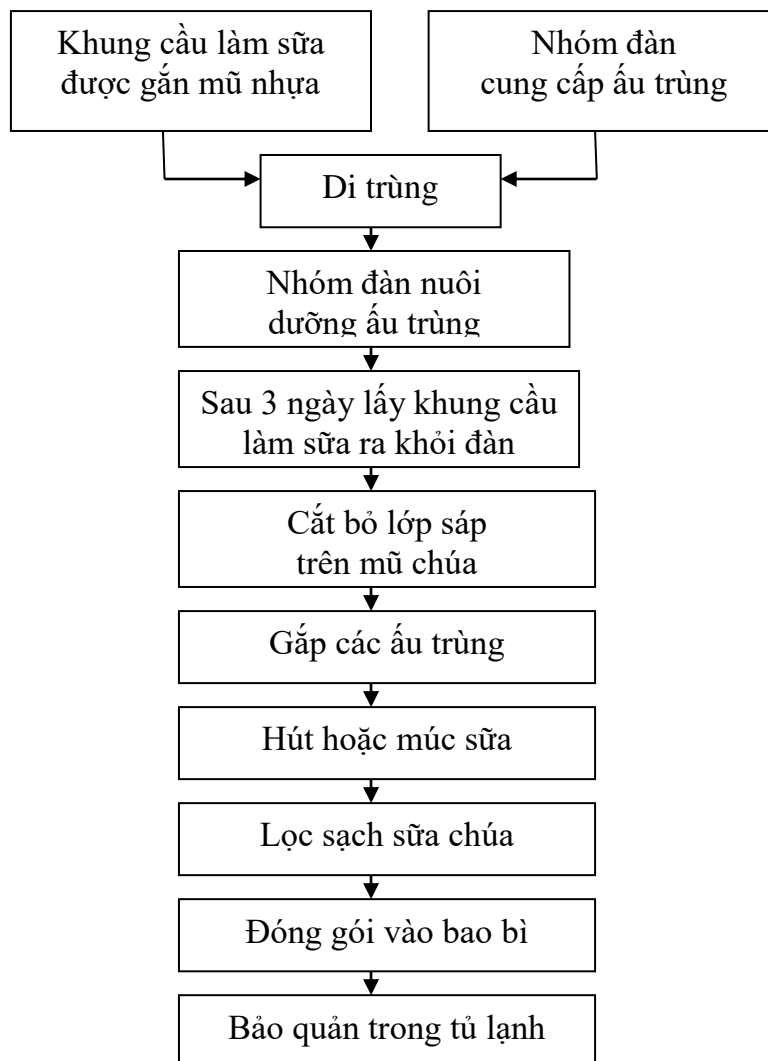 Khung cầu làm sữa
được gắn mũ nhựa
Nhóm đàn
cung cấp ấu trùng
Di trùng
Nhóm đàn nuôi
dưỡng ấu trùng
Sau 3 ngày lấy khung cầu
làm sữa ra khỏi đàn
Cắt bỏ lớp sáp
trên mũ chúa
Gắp các ấu trùng
Hút hoặc múc sữa
Lọc sạch sữa chúa
Đóng gói vào bao bì
Bảo quản trong tủ lạnh